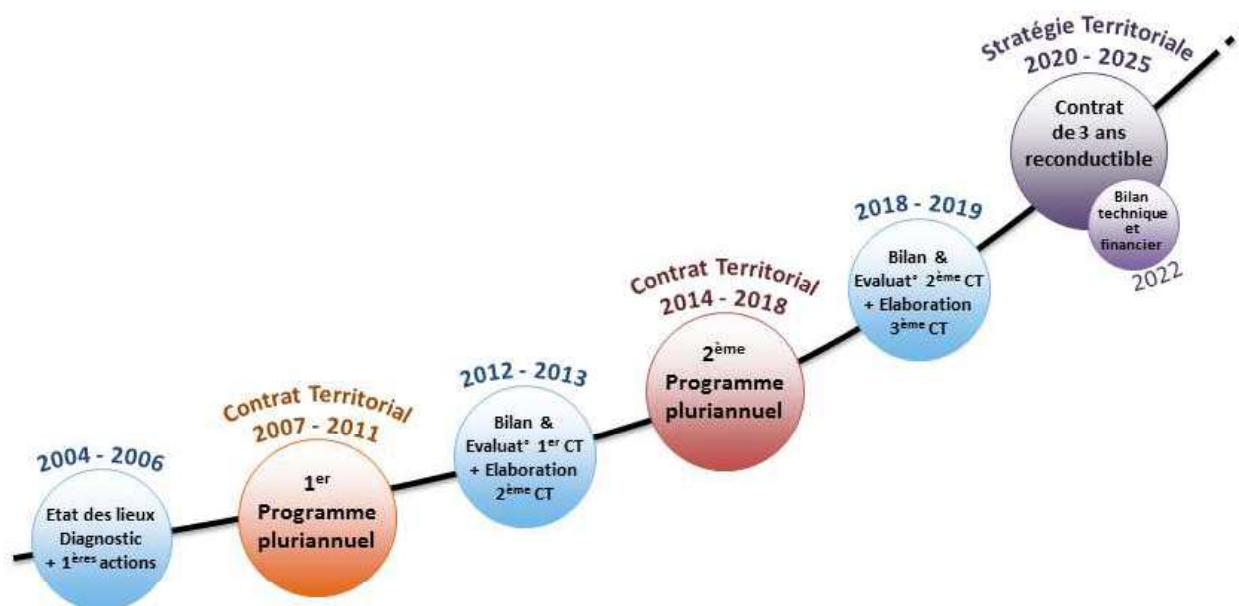 2004 - 2006
Etat des lieux
Diagnostic
+ 1ères actions
Contrat Territorial
2007 - 2011
1er
Programme
pluriannuel
2012 - 2013
Bilan &
Evaluat° 1er CT
+ Elaboration
2ème CT
Contrat Territorial
2014 - 2018
2ème
Programme
pluriannuel
2018 - 2019
Bilan &
Evaluat° 2ème CT
+ Elaboration
3ème CT
Stratégie Territoriale
2020 - 2025
Contrat
de 3 ans
reconductible
Bilan
technique
et
financier
2022